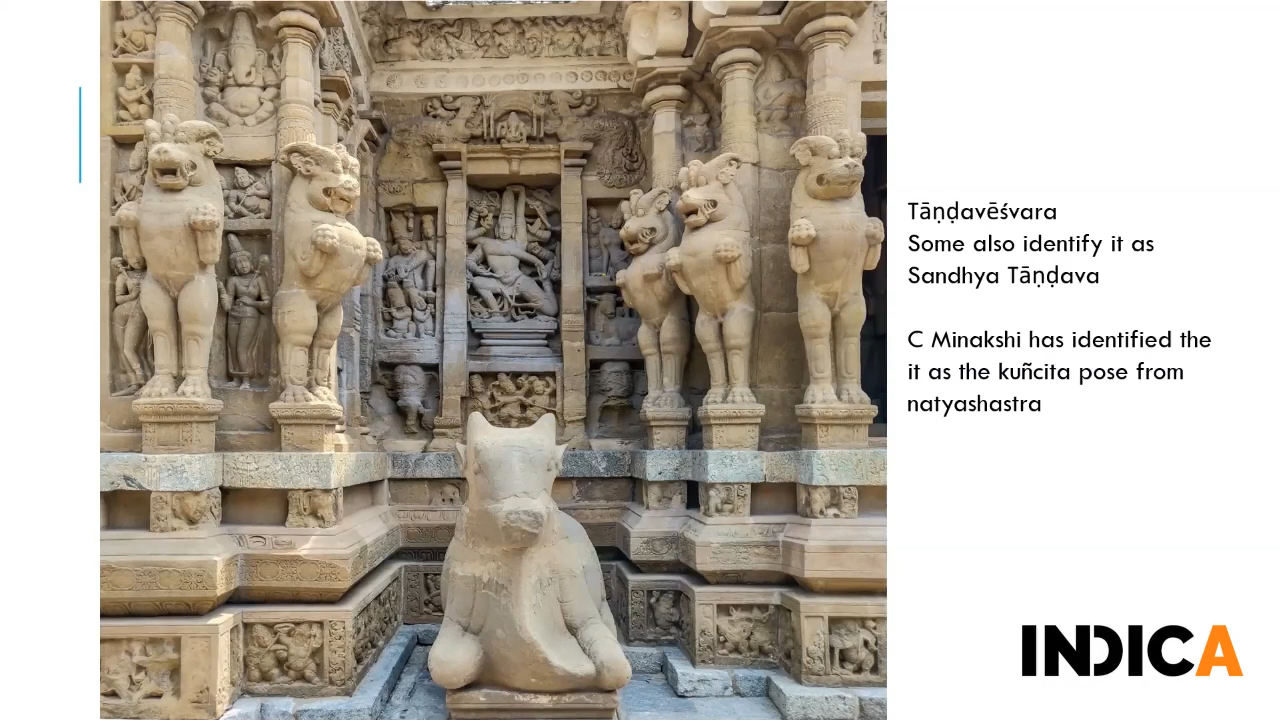 Tāṇḍavēśvara
Some also identify it as
Sandhya Tāṇḍava
C Minakshi has identified the
it as the kuñcita pose from
natyashastra
INDICA